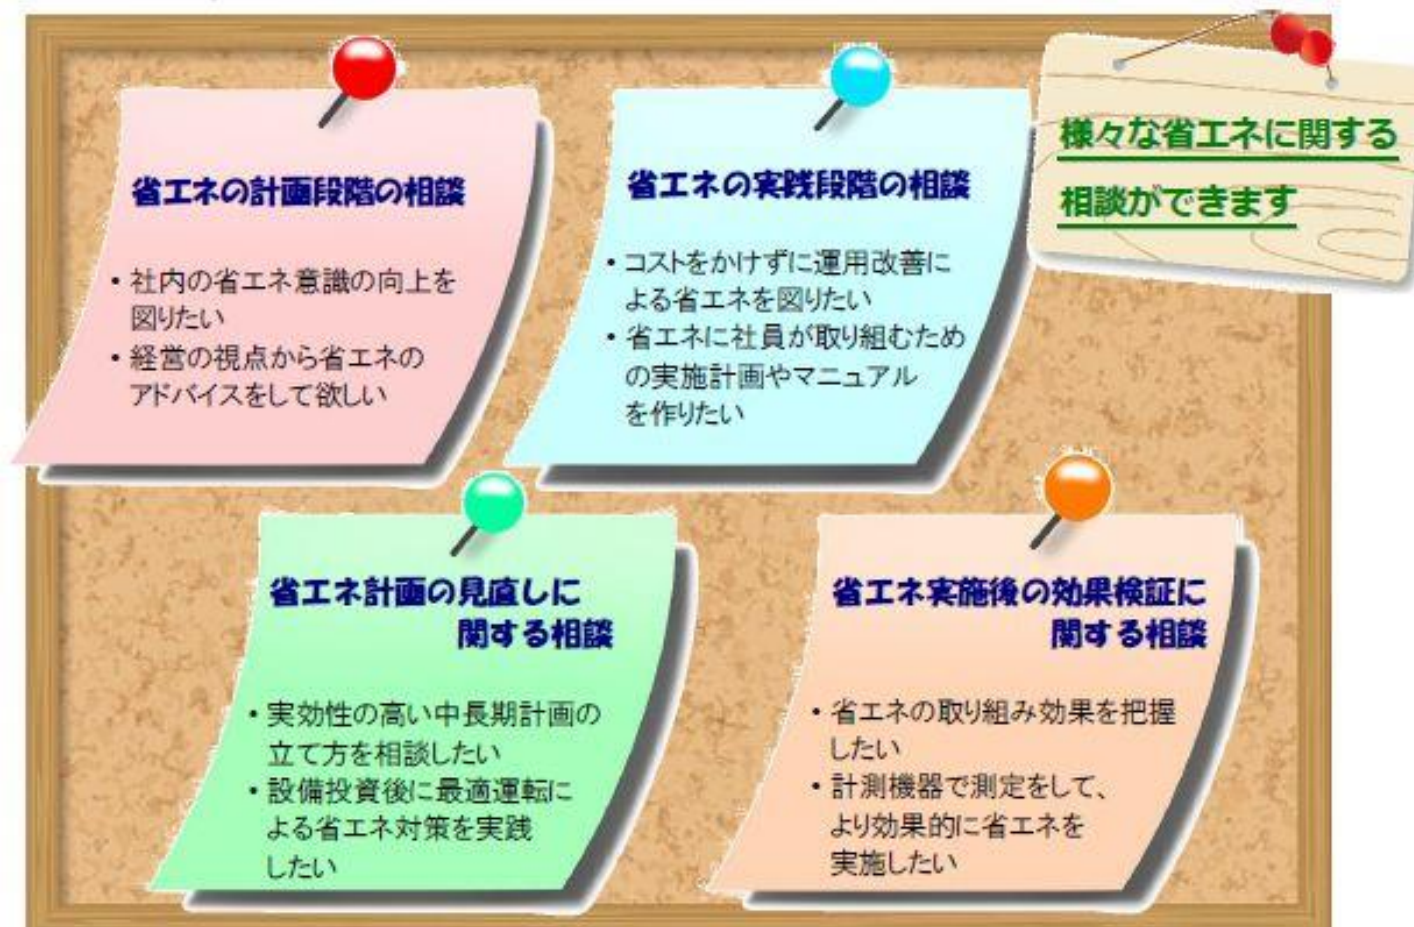 様々な省エネに関する
相談ができます
省エネの計画段階の相談
・社内の省エネ意識の向上を
図りたい
・経営の視点から省エネの
アドバイスをして欲しい
省エネの実践段階の相談
・コストをかけずに運用改善に
よる省エネを図りたい
・省エネに社員が取り組むため
の実施計画やマニュアル
を作りたい
省エネ計画の見直しに
関する相談
・実効性の高い中長期計画の
立て方を相談したい
・設備投資後に最適運転に
よる省エネ対策を実践
したい
省エネ実施後の効果検証に
関する相談
・省エネの取り組み効果を把握
したい
・計測機器で測定をして、
より効果的に省エネを
実施したい